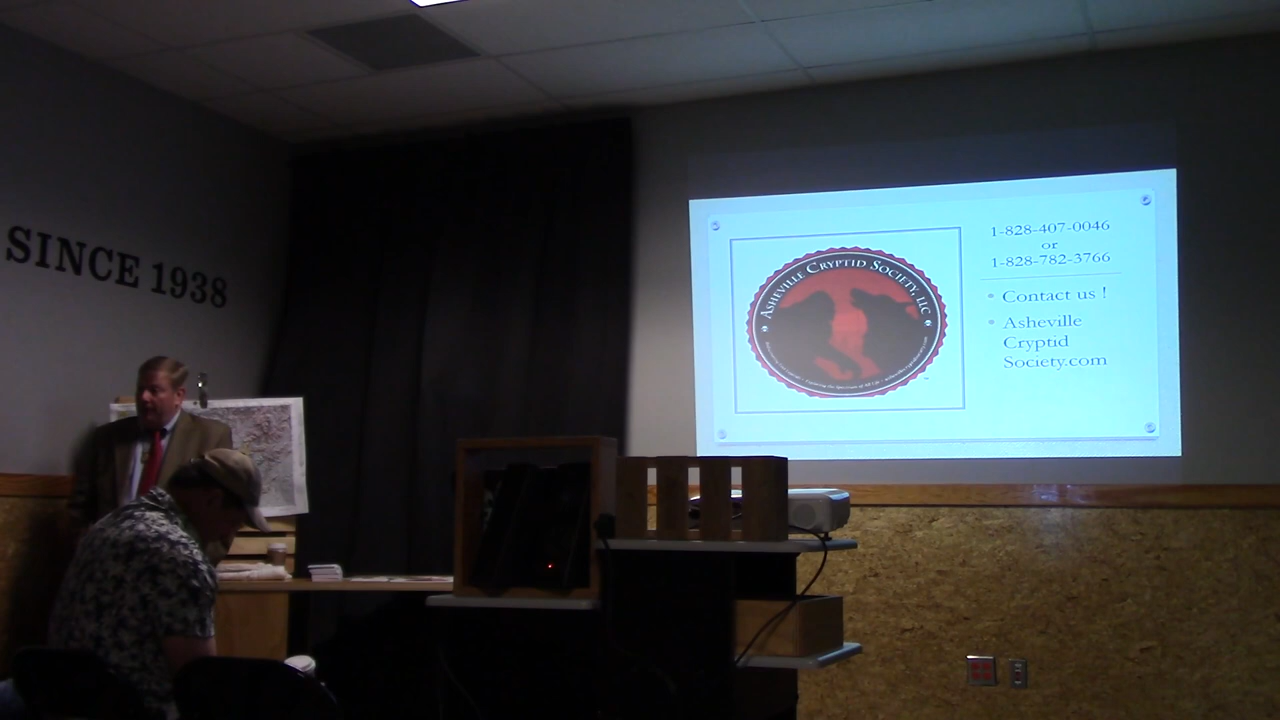 SINCE 1938
ASHEVILLE CRYPTID SOCIETY, LLC
1-828-407-0046
or
1-828-782-3766
• Contact us !
• Asheville
Cryptid
Society.com